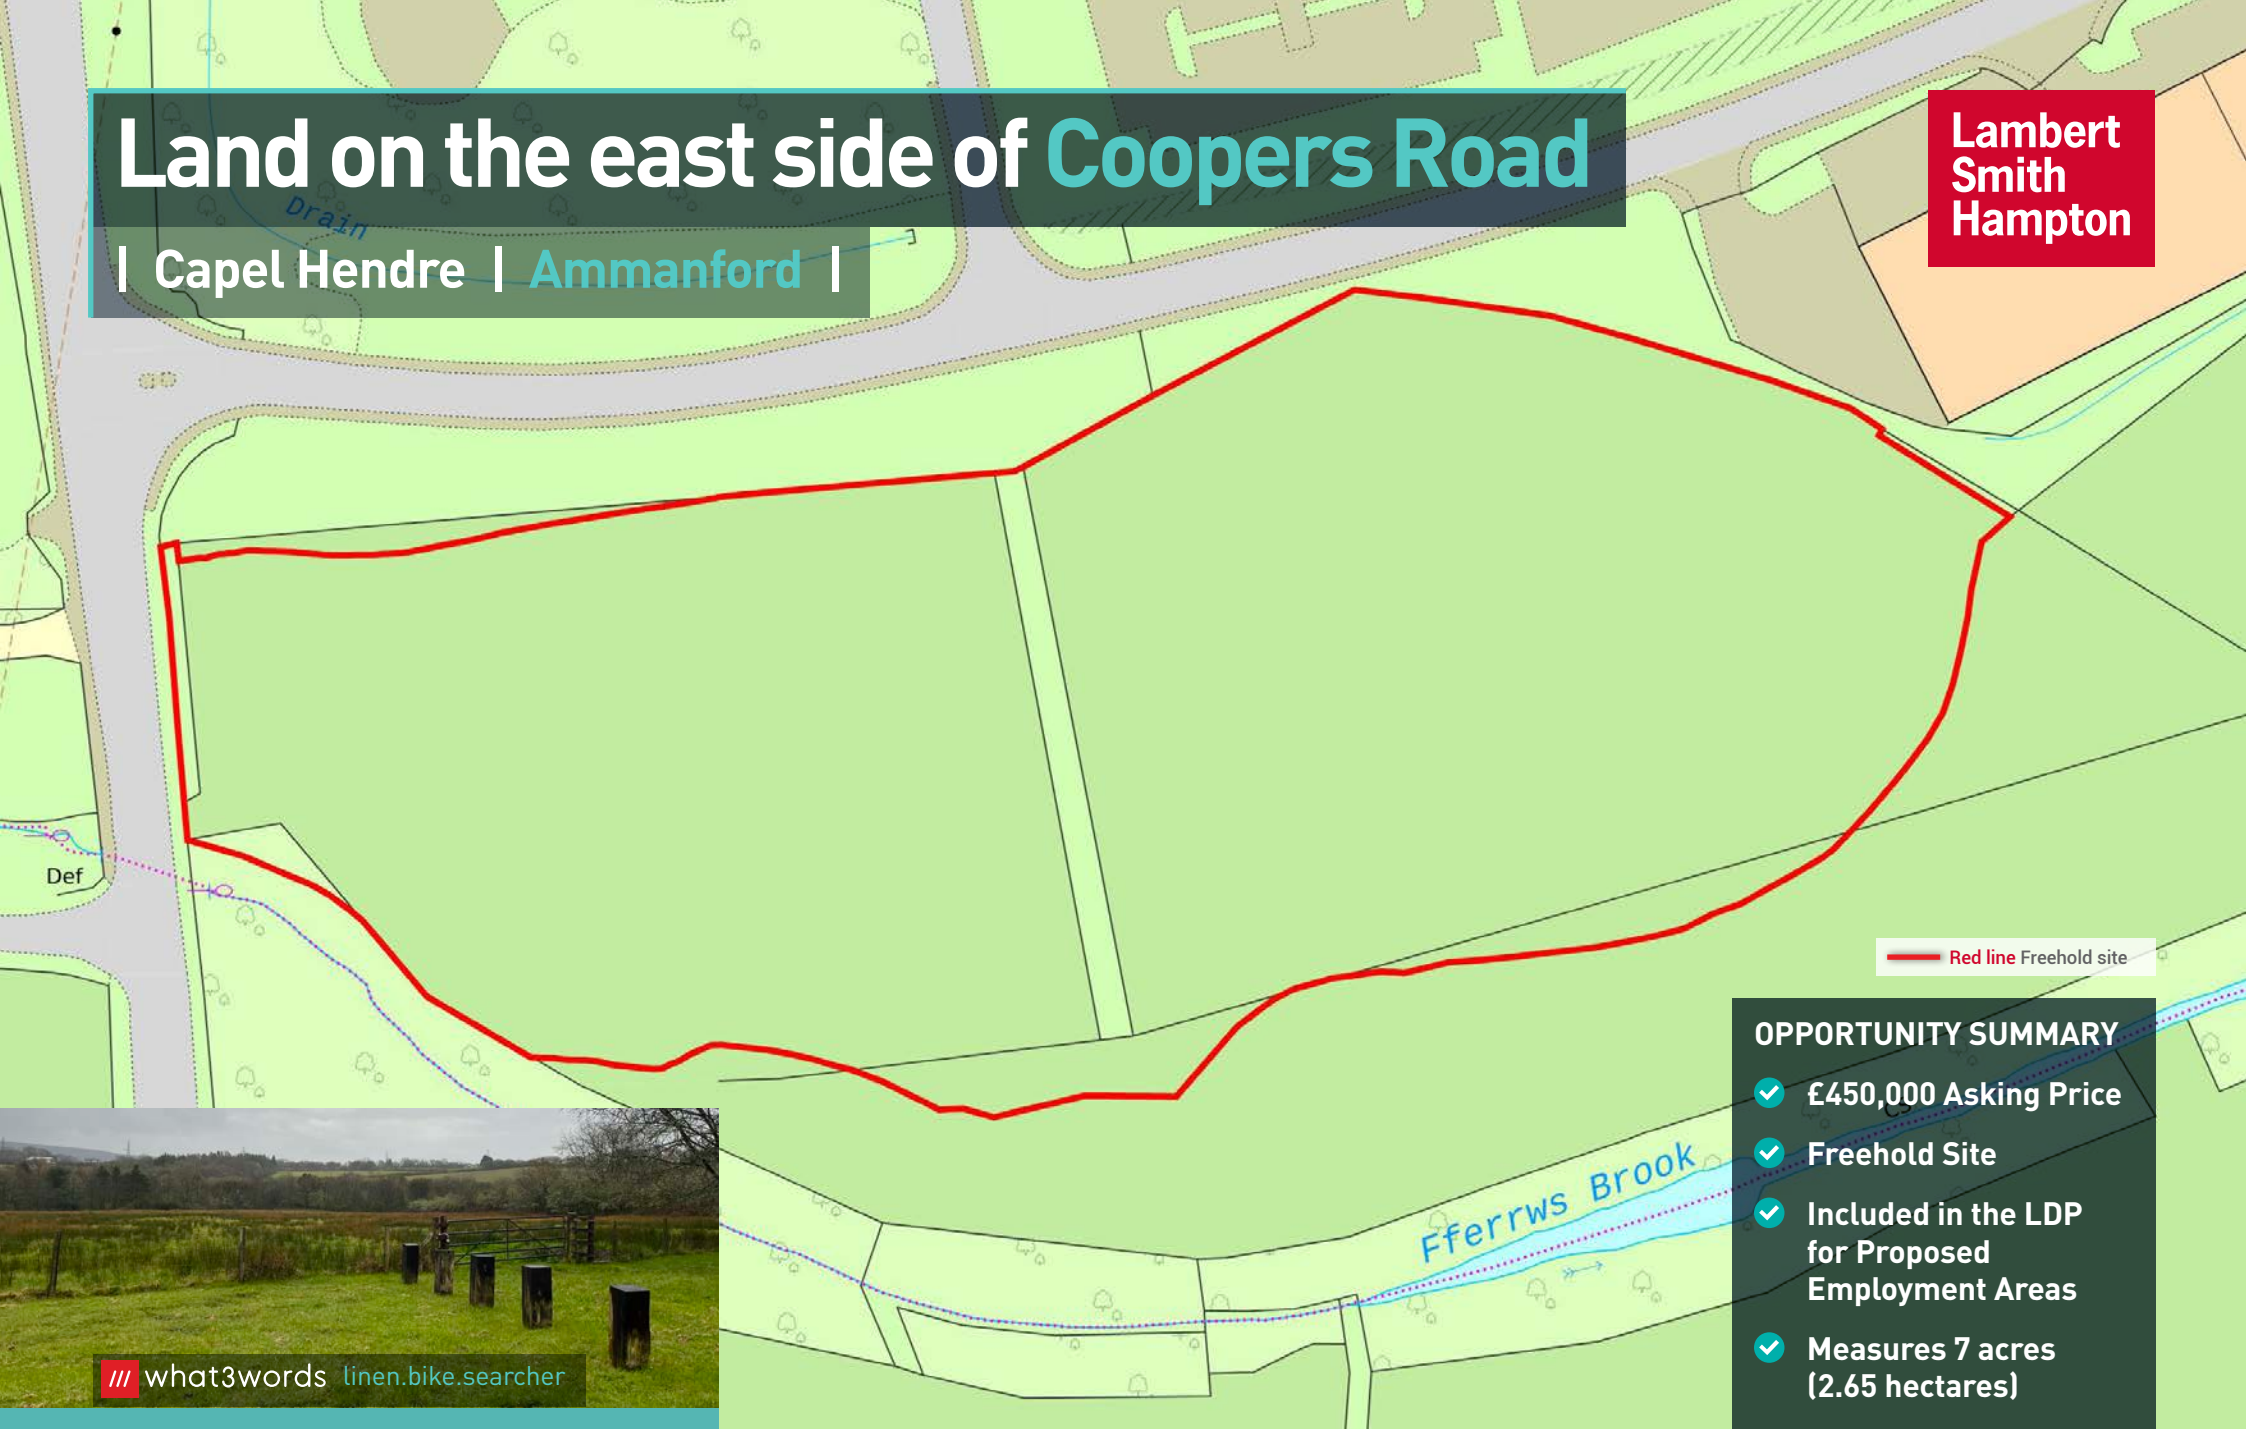 Land on the east side of Coopers Road
| Capel Hendre | Ammanford |
Lambert
Smith
Hampton
Drain
Def
Red line Freehold site
OPPORTUNITY SUMMARY
£450,000 Asking Price
Freehold Site
Included in the LDP
for Proposed
Employment Areas
Measures 7 acres
(2.65 hectares)
CS
Fferrws Brook
/// what3words linen.bike.searcher